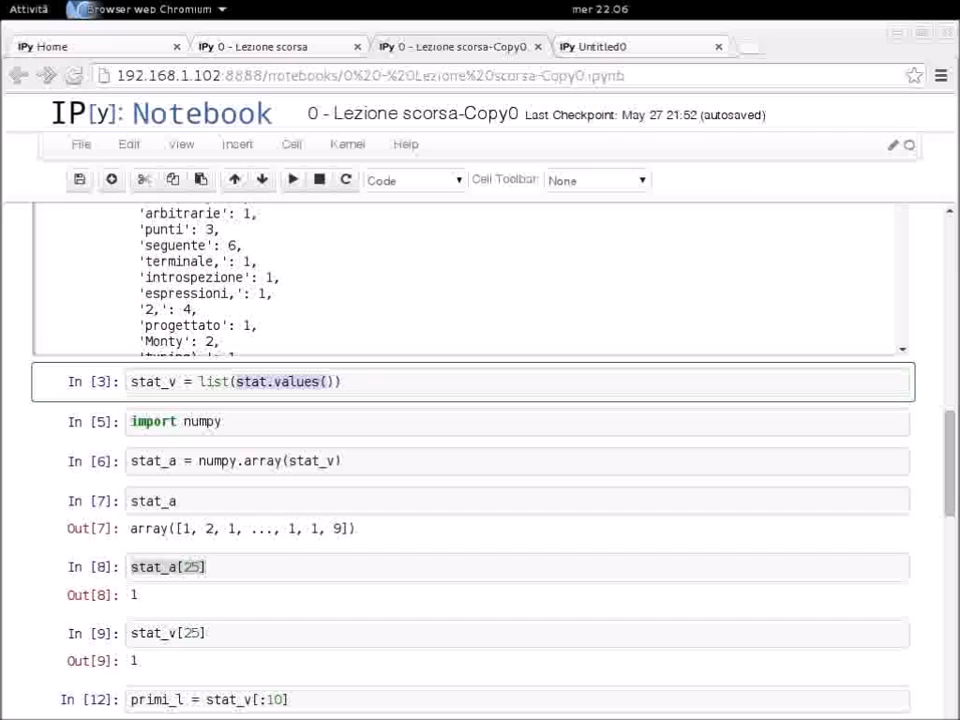 Attività Browser web Chromium mer 22.06
IPy Home IPy 0 - Lezione scorsa IPy 0 - Lezione scorsa-Copy0 IPy Untitled0
192.168.1.102:8888/notebooks/0%20-%20Lezione%20scorsa-Copy0.ipynb
IP[y]: Notebook 0 - Lezione scorsa-Copy0 Last Checkpoint: May 27 21:52 (autosaved)
File Edit View Insert Cell Kernel Help
Code Cell Toolbar: None
'arbitrarie': 1,
'punti': 3,
'seguente': 6,
'terminale,': 1,
'introspezione': 1,
'espressioni,': 1,
'2,': 4,
'progettato': 1,
'Monty': 2,
In [3]: stat_v = list(stat.values())
In [5]: import numpy
In [6]: stat_a = numpy.array(stat_v)
In [7]: stat_a
Out[7]: array([1, 2, 1, ..., 1, 1, 9])
In [8]: stat_a[25]
Out[8]: 1
In [9]: stat_v[25]
Out[9]: 1
In [12]: primi_l = stat_v[:10]